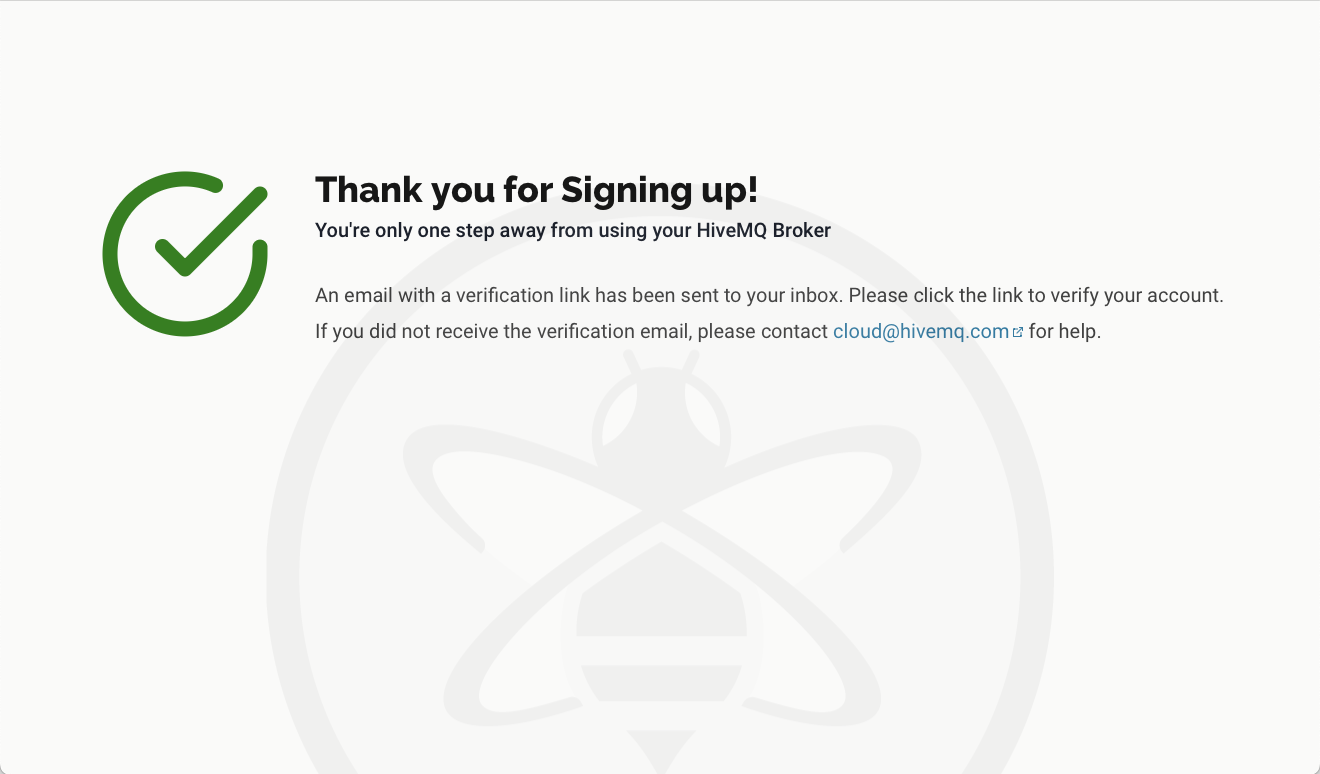 Thank you for Signing up!
You're only one step away from using your HiveMQ Broker
An email with a verification link has been sent to your inbox. Please click the link to verify your account.
If you did not receive the verification email, please contact cloud@hivemq.com for help.